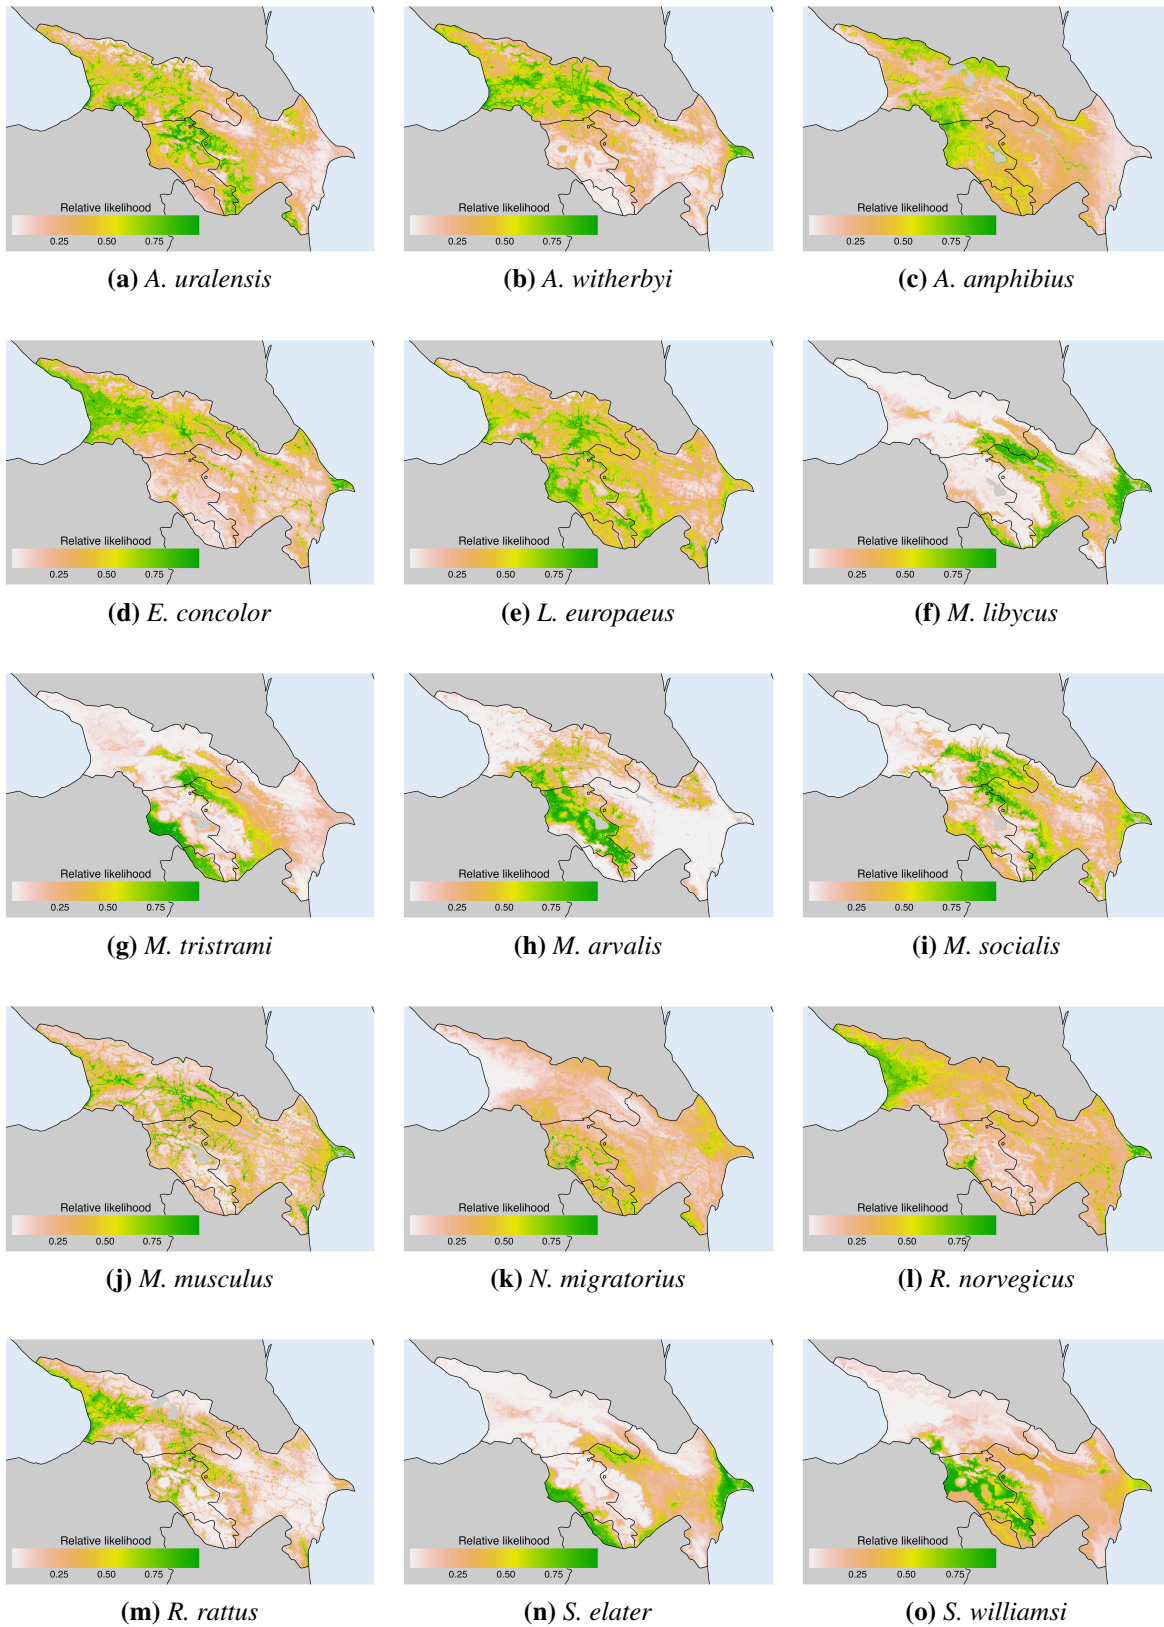 Relative likelihood Relative likelihood Relative likelihood
0.25 0.50 0.75 0.25 0.50 0.75 0.25 0.50 0.75
(a) A. uralensis (b) A. witherbyi (c) A. amphibius
Relative likelihood Relative likelihood Relative likelihood
0.25 0.50 0.75 0.25 0.50 0.75 0.25 0.50 0.75
(d) E. concolor (e) L. europaeus (f) M. libycus
Relative likelihood Relative likelihood Relative likelihood
0.25 0.50 0.75 0.25 0.50 0.75 0.25 0.50 0.75
(g) M. tristrami (h) M. arvalis (i) M. socialis
Relative likelihood Relative likelihood Relative likelihood
0.25 0.50 0.75 0.25 0.50 0.75 0.25 0.50 0.75
(j) M. musculus (k) N. migratorius (l) R. norvegicus
Relative likelihood Relative likelihood Relative likelihood
0.25 0.50 0.75 0.25 0.50 0.75 0.25 0.50 0.75
(m) R. rattus (n) S. elater (o) S. williamsi